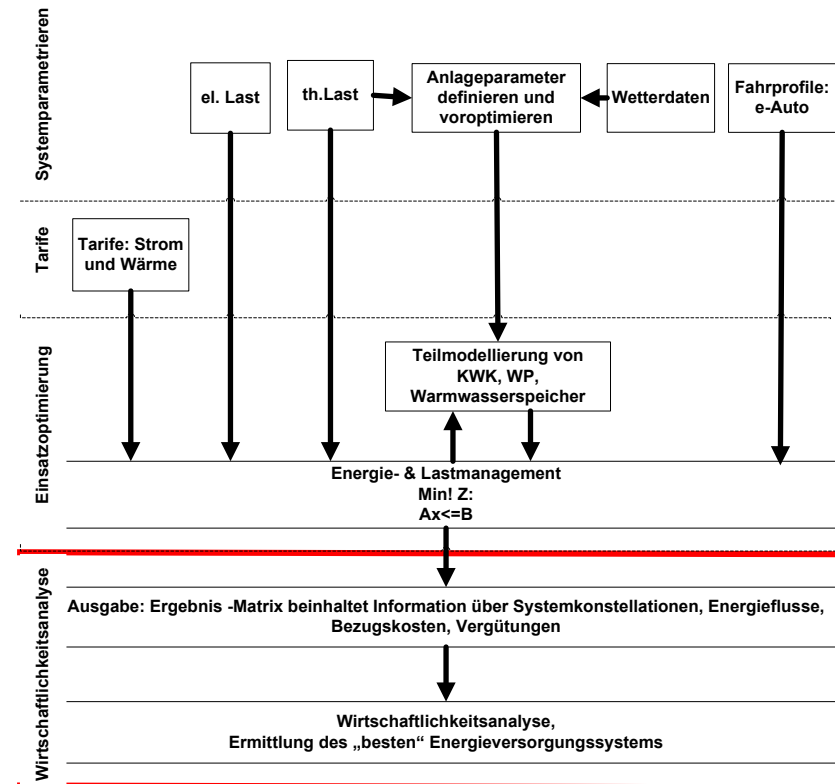 Systemparametrieren
el. Last
th.Last
Anlageparameter
definieren und
voroptimieren
Wetterdaten
Fahrprofile:
e-Auto
Tarife
Tarife: Strom
und Wärme
Einsatzoptimierung
Teilmodellierung von
KWK, WP,
Warmwasserspeicher
Energie- & Lastmanagement
Min! Z:
Ax<=B
Wirtschaftlichkeitsanalyse
Ausgabe: Ergebnis -Matrix beinhaltet Information über Systemkonstellationen, Energieflusse,
Bezugskosten, Vergütungen
Wirtschaftlichkeitsanalyse,
Ermittlung des „besten“ Energieversorgungssystems